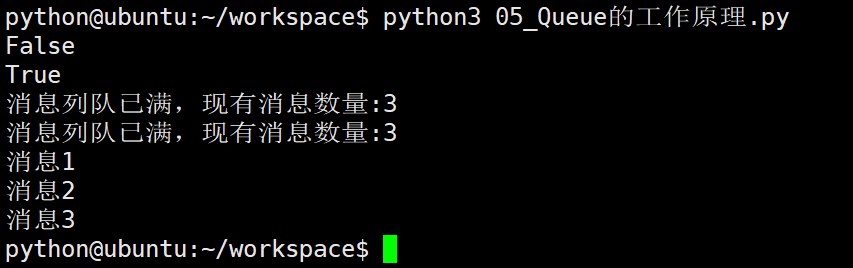 python@ubuntu:~/workspace$ python3 05_Queue的工作原理.py
False
True
消息列队已满，现有消息数量:3
消息列队已满，现有消息数量:3
消息1
消息2
消息3
python@ubuntu:~/workspace$